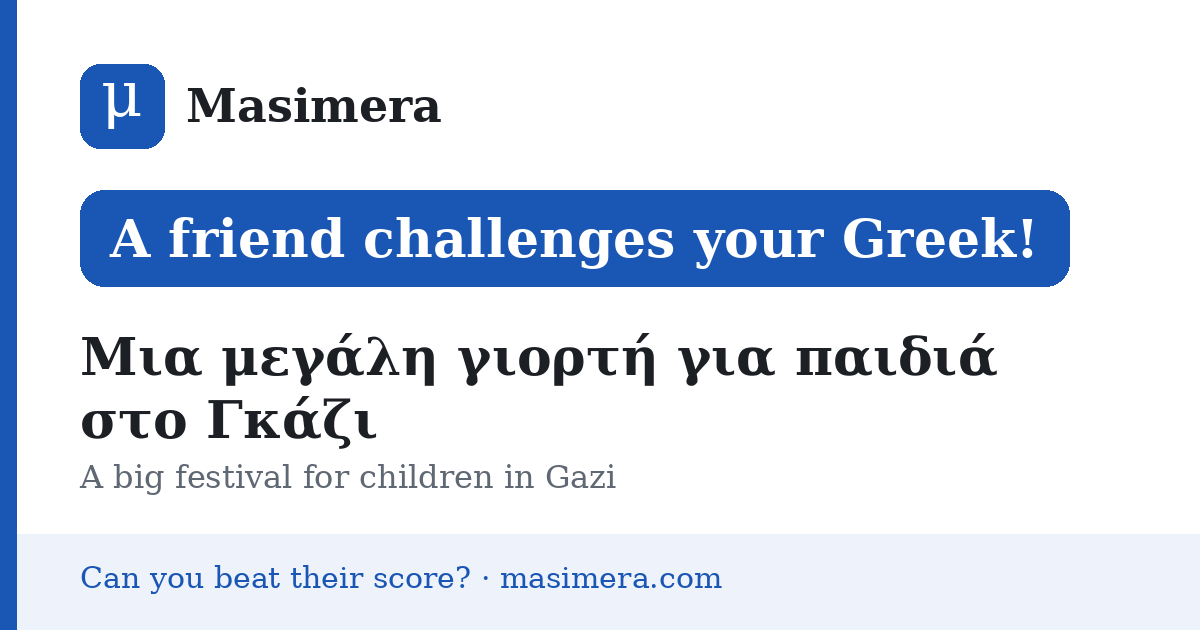 μ Masimera
A friend challenges your Greek!
Μια μεγάλη γιορτή για παιδιά
στο Γκάζι
A big festival for children in Gazi
Can you beat their score? · masimera.com